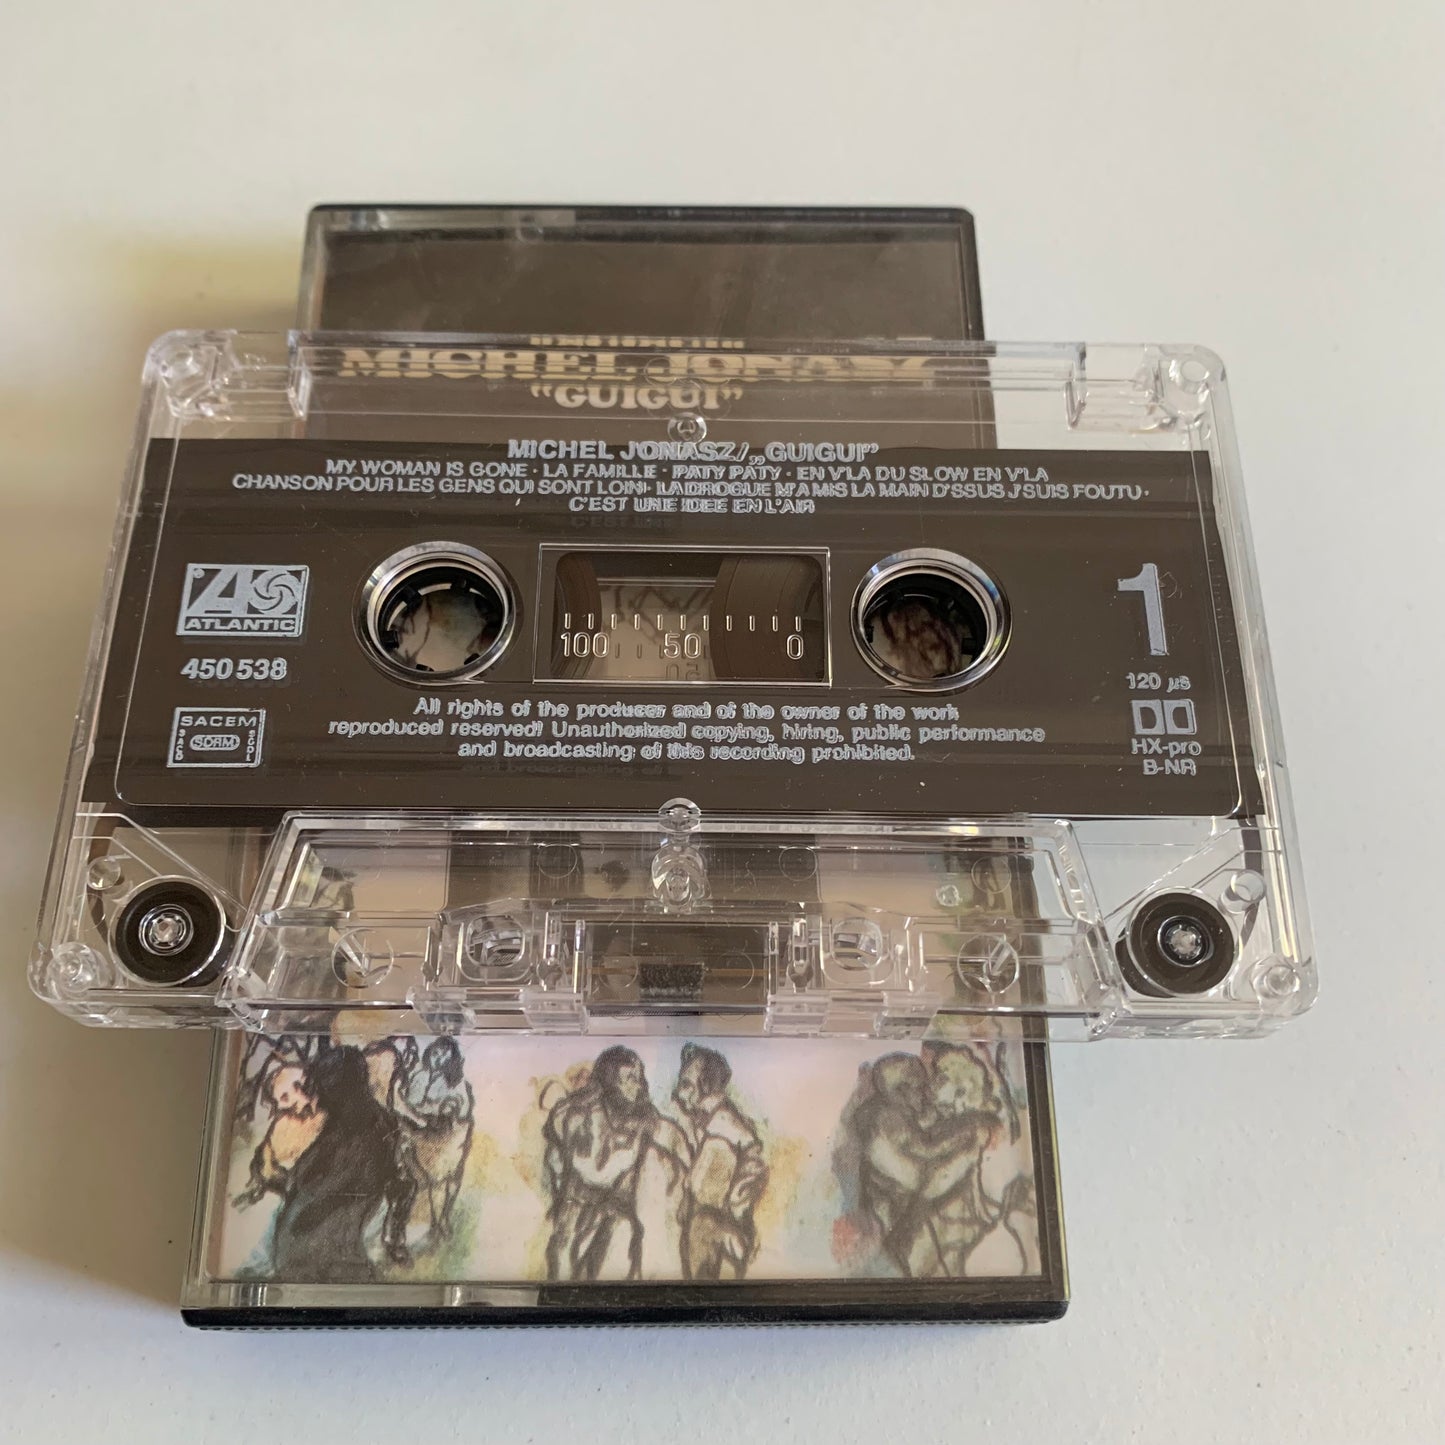 MICHEL JONASZ
“GUIGUI”
MICHEL JONASZ/„GUIGUI”
MY WOMAN IS GONE · LA FAMILLE · PATY PATY · EN V'LA DU SLOW EN V'LA
CHANSON POUR LES GENS QUI SONT LOIN · LA DROGUE M'A MIS LA MAIN D'SSUS J'SUIS FOUTU ·
C'EST UNE IDEE EN L'AIR
ATLANTIC
450 538
SACEM
SDRM
SACD
SGDL
100 50 0
1
120 µs
HX-pro
B-NR
All rights of the producer and of the owner of the work
reproduced reserved! Unauthorized copying, hiring, public performance
and broadcasting of this recording prohibited.